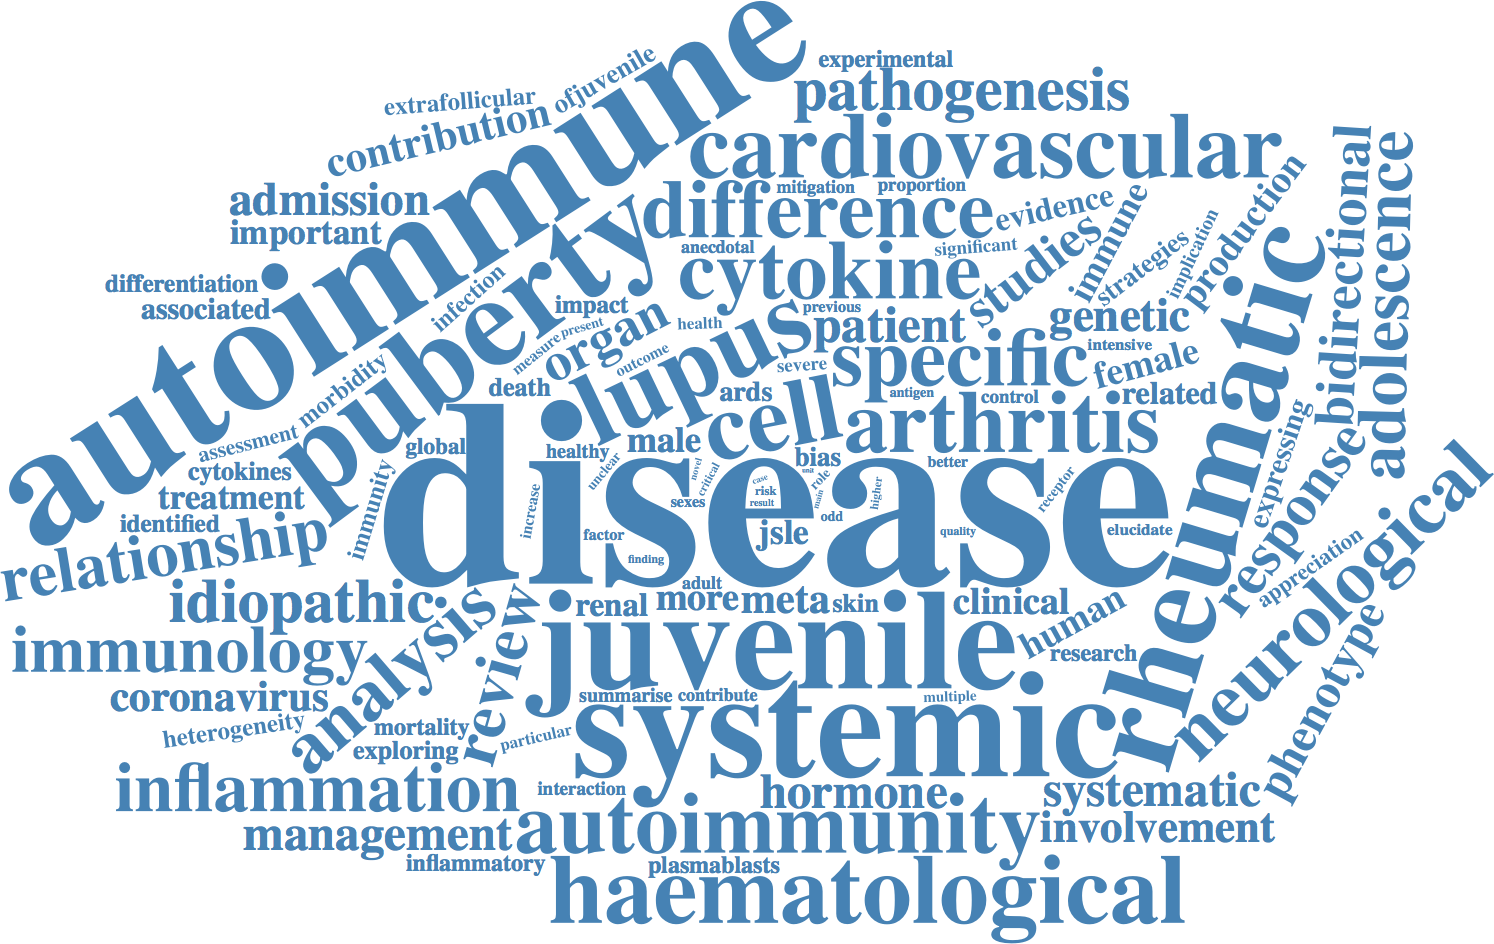 autoimmune
experimental
pathogenesis
extrafollicular
ofjuvenile
contribution
cardiovascular
admission
important
puberty
difference
mitigation
proportion
evidence
immune
production
bidirectional
adolescence
anecdotal
significant
cytokine
studies
strategies
implication
differentiation
associated
infection
impact
organ
health
lupus
previous
patient
genetic
rheumatic
measure
present
outcome
severe
specific
intensive
female
death
morbidity
ards
antigen
control
related
assessment
global
healthy
male
cell
arthritis
cytokines
treatment
identified
immunity
disease
increase
unclear
novel
critical
sexes
bias
unit
case
risk
result
role
main
odd
higher
better
receptor
expressing
response
relationship
factor
finding
jsle
quality
elucidate
appreciation
neurological
idiopathic
analysis
review
renal
adult
more
meta
skin
clinical
human
immunology
juvenile
research
phenotype
coronavirus
summarise
contribute
multiple
heterogeneity
mortality
exploring
particular
systemic
inflammation
interaction
hormone
systematic
management
autoimmunity
involvement
inflammatory
plasmablasts
haematological